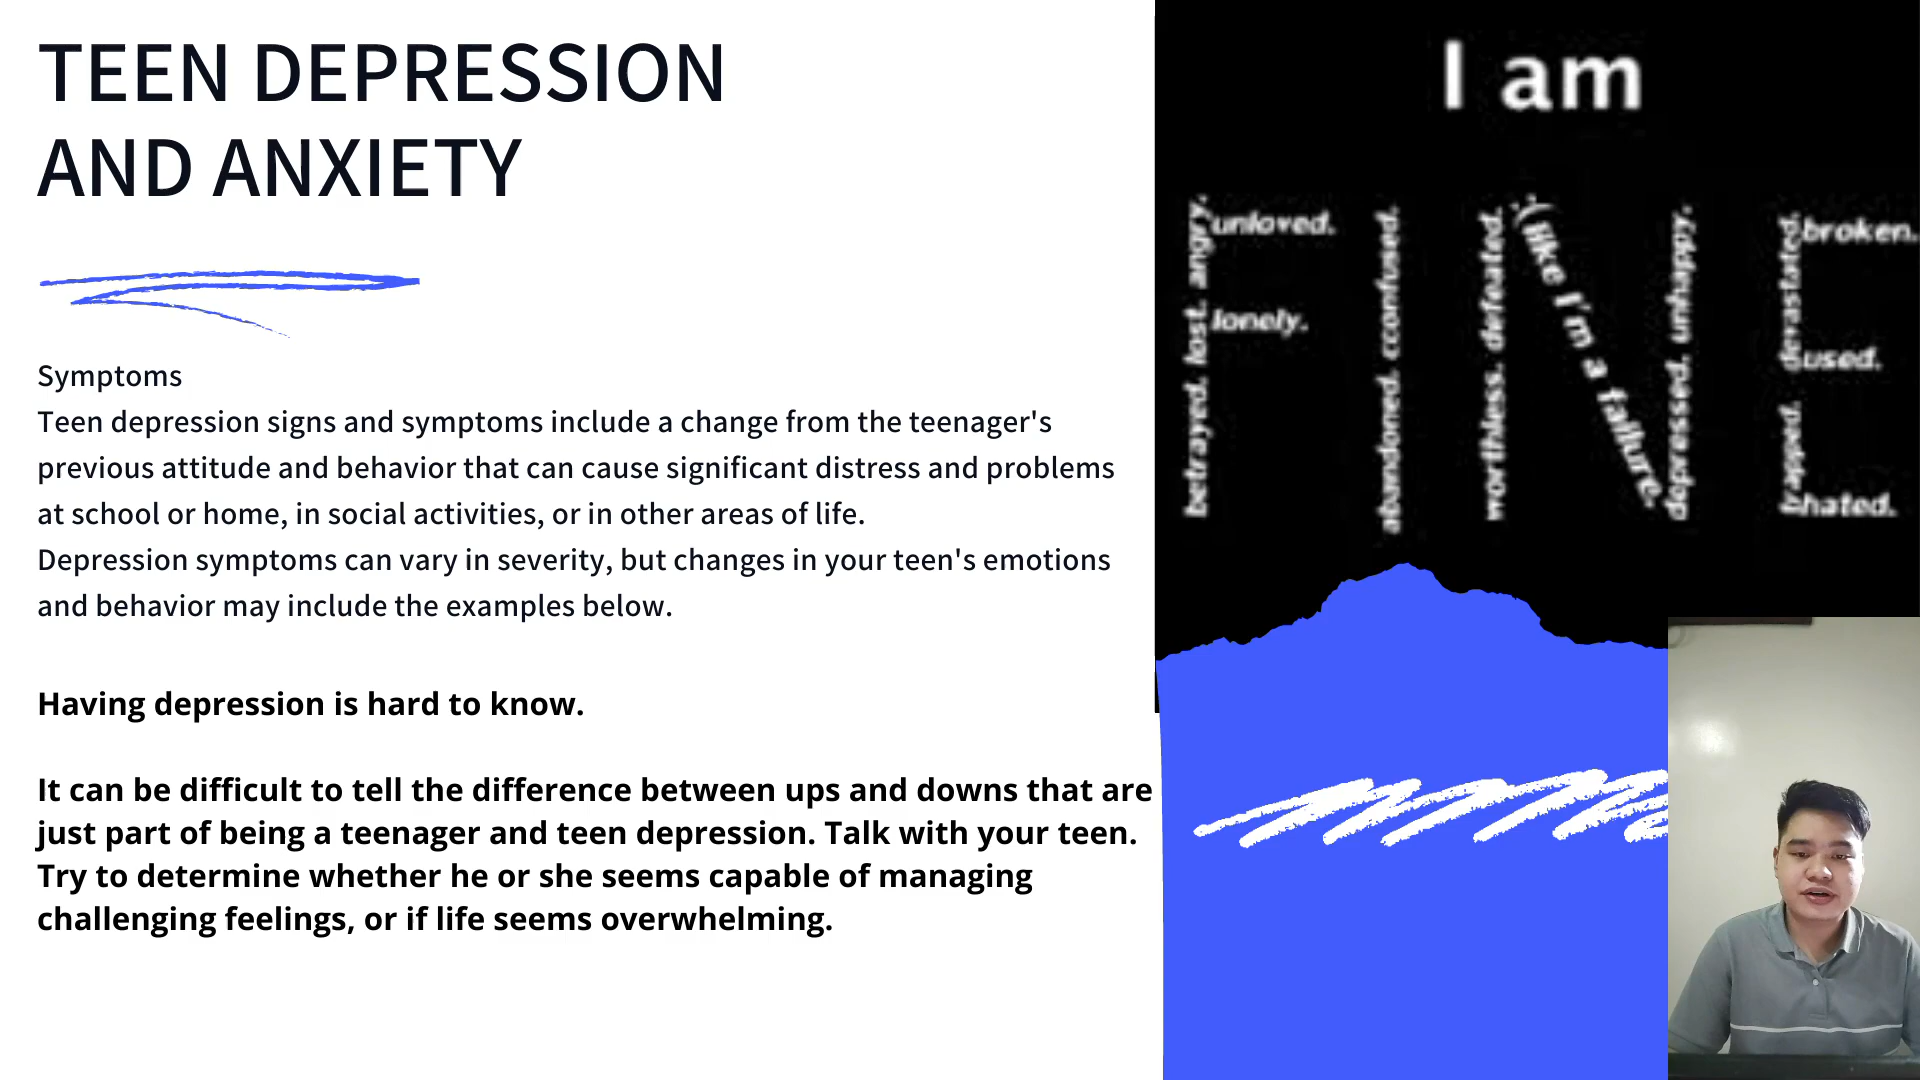 TEEN DEPRESSION
AND ANXIETY
Symptoms
Teen depression signs and symptoms include a change from the teenager's
previous attitude and behavior that can cause significant distress and problems
at school or home, in social activities, or in other areas of life.
Depression symptoms can vary in severity, but changes in your teen's emotions
and behavior may include the examples below.
Having depression is hard to know.
It can be difficult to tell the difference between ups and downs that are
just part of being a teenager and teen depression. Talk with your teen.
Try to determine whether he or she seems capable of managing
challenging feelings, or if life seems overwhelming.
I am
betrayed. lost. angry.
unloved.
lonely.
abandoned. cconfused.
worthless. defeated.
(like I'm a failure.
depressed. unhappy.
trapped. devastated.
broken.
used.
hated.